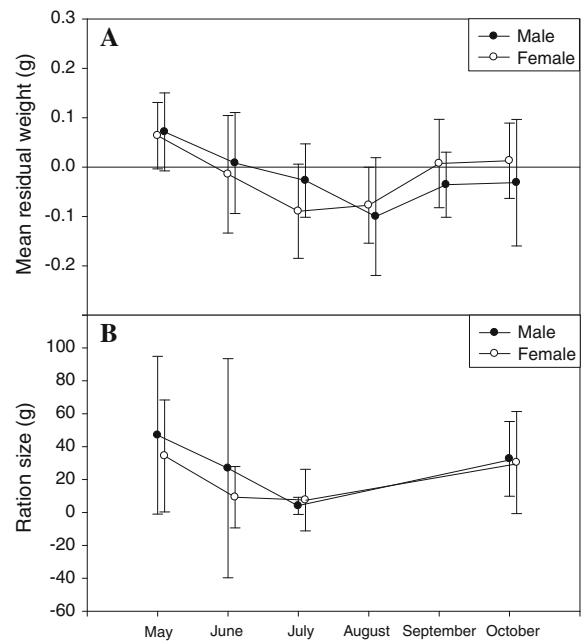 A
Male
Female
Mean residual weight (g)
0.3
0.2
0.1
0.0
-0.1
-0.2
B
Male
Female
Ration size (g)
100
80
60
40
20
0
-20
-40
-60
May June July August September October